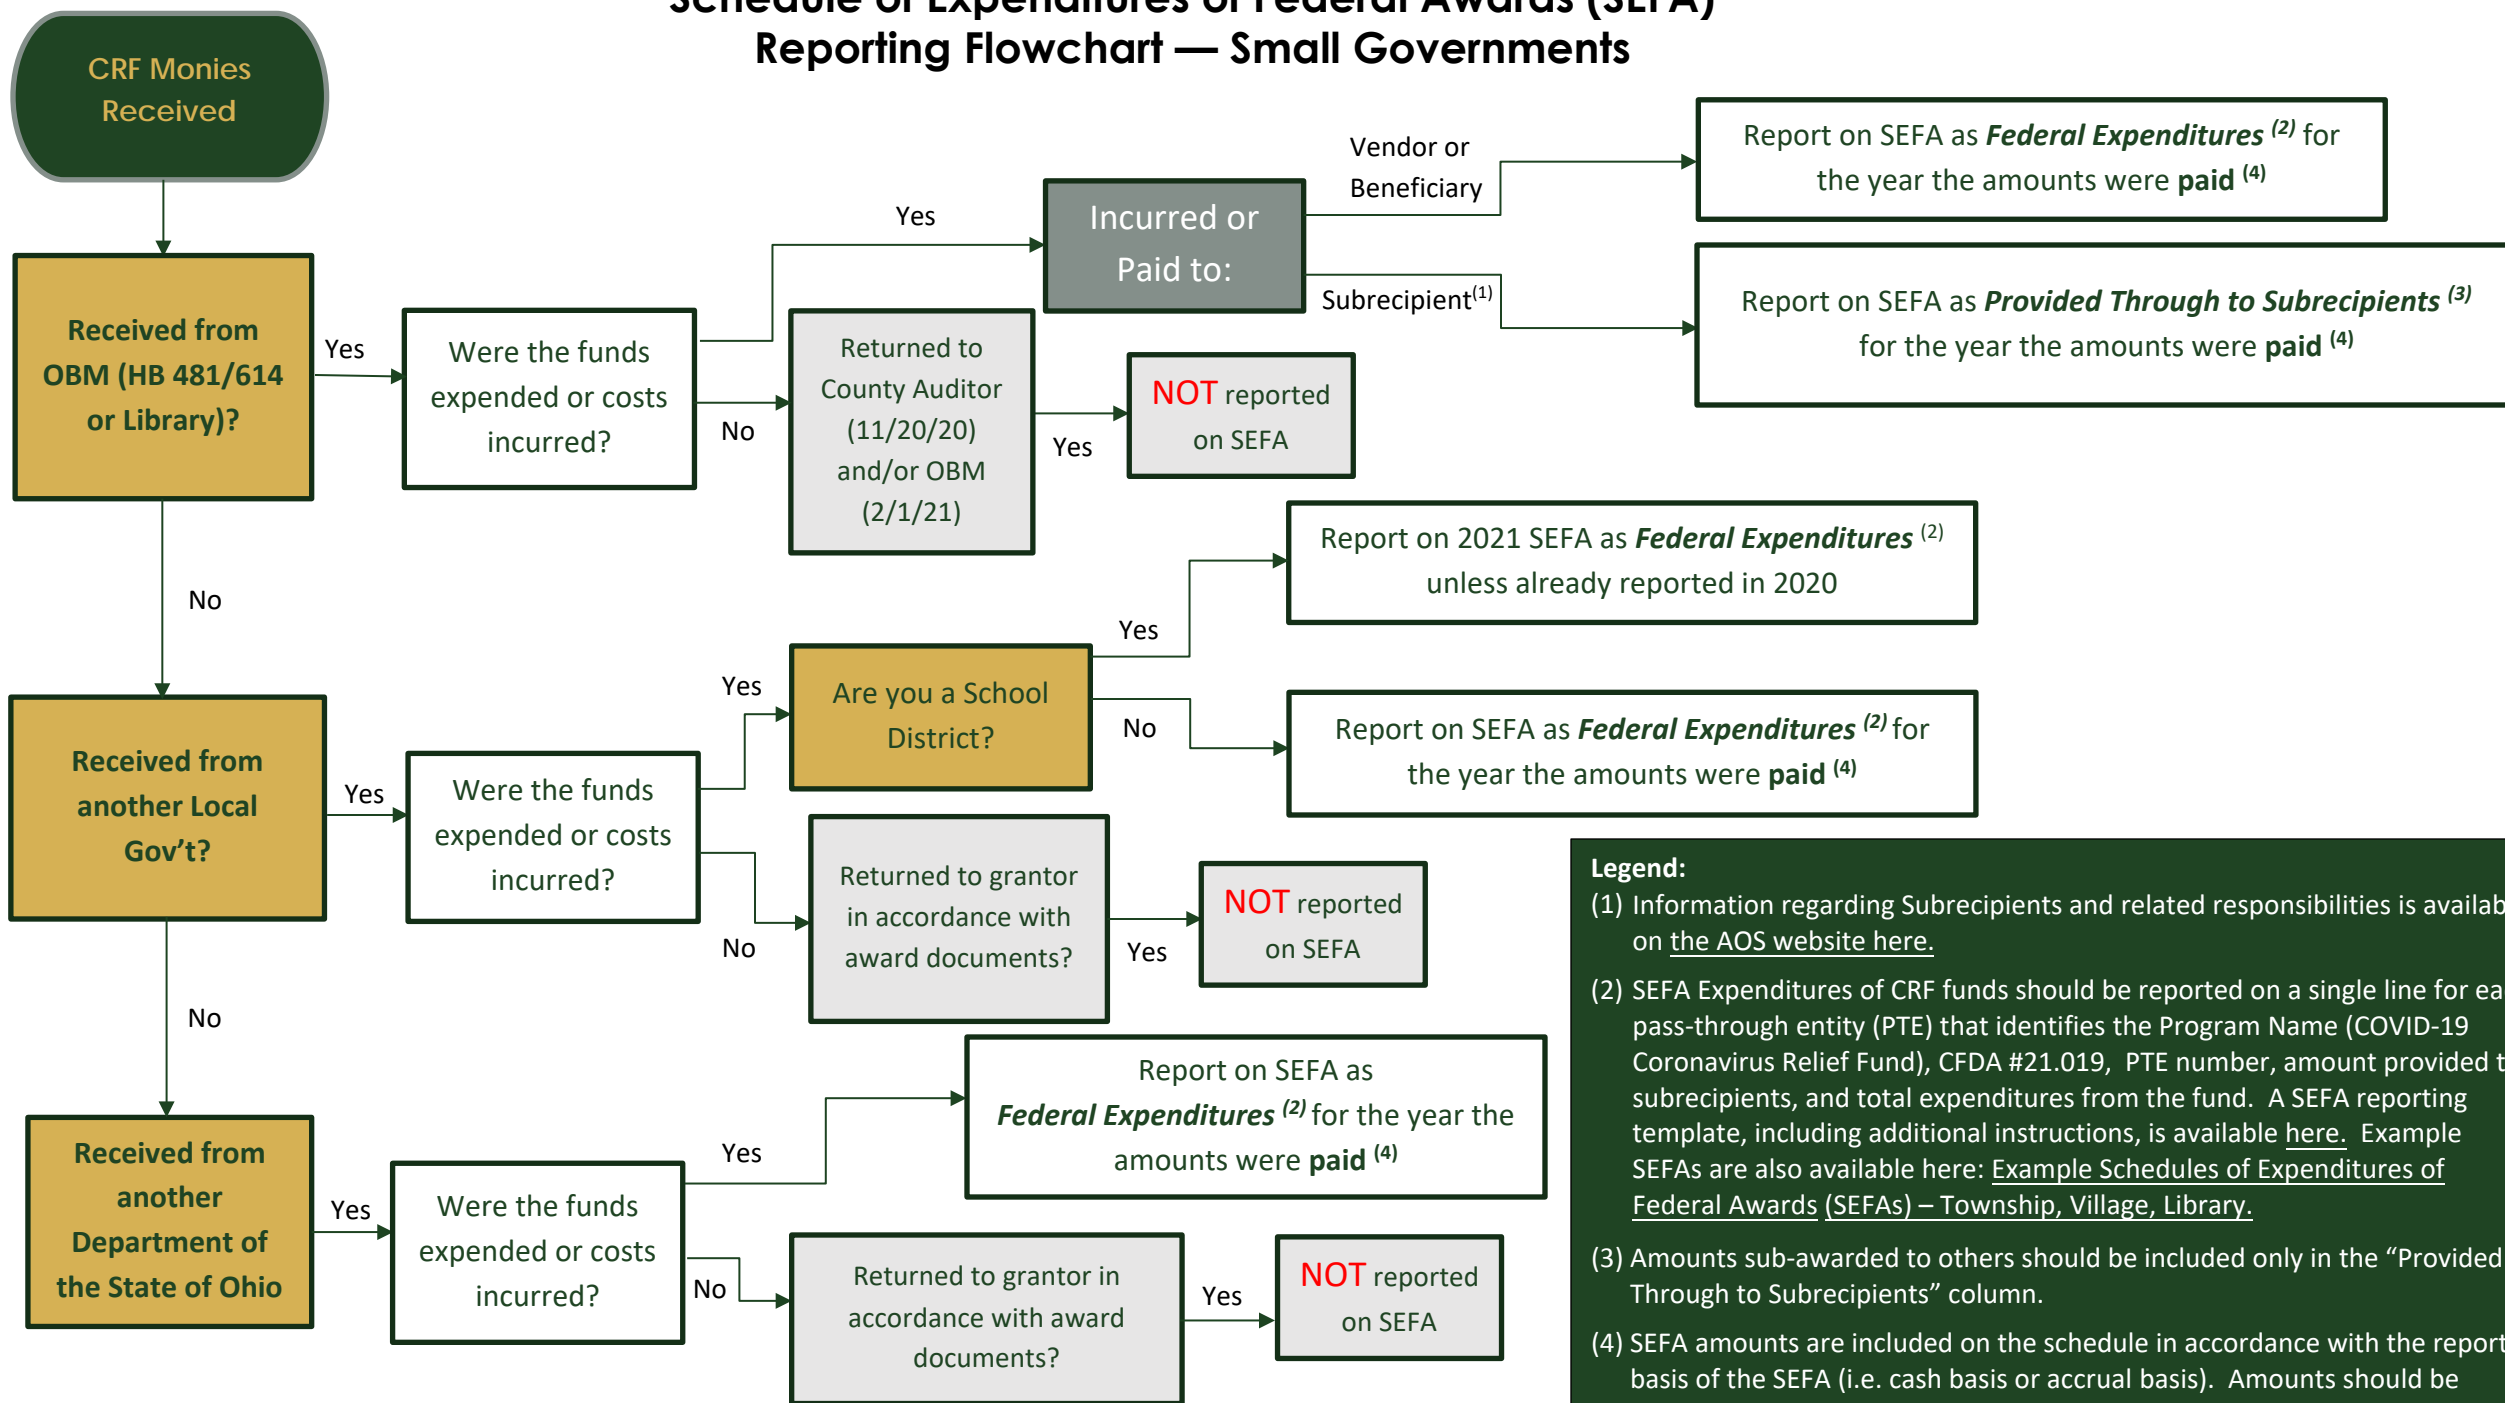 Schedule of Expenditures of Federal Awards (SEFA)
Reporting Flowchart — Small Governments
CRF Monies
Received
Received from
OBM (HB 481/614
or Library)?
Yes
Were the funds
expended or costs
incurred?
Yes
Incurred or
Paid to:
Vendor or
Beneficiary
Report on SEFA as Federal Expenditures (2) for
the year the amounts were paid (4)
Subrecipient(1)
Report on SEFA as Provided Through to Subrecipients (3)
for the year the amounts were paid (4)
No
Returned to
County Auditor
(11/20/20)
and/or OBM
(2/1/21)
Yes
NOT reported
on SEFA
No
Received from
another Local
Gov’t?
Yes
Were the funds
expended or costs
incurred?
Yes
Are you a School
District?
Yes
Report on 2021 SEFA as Federal Expenditures (2)
unless already reported in 2020
No
Report on SEFA as Federal Expenditures (2) for
the year the amounts were paid (4)
No
Returned to grantor
in accordance with
award documents?
Yes
NOT reported
on SEFA
No
Received from
another
Department of
the State of Ohio
Yes
Were the funds
expended or costs
incurred?
Yes
Report on SEFA as
Federal Expenditures (2) for the year the
amounts were paid (4)
No
Returned to grantor in
accordance with award
documents?
Yes
NOT reported
on SEFA
Legend:
(1) Information regarding Subrecipients and related responsibilities is
on the AOS website here.
(2) SEFA Expenditures of CRF funds should be reported on a single line for
pass-through entity (PTE) that identifies the Program Name (COVID-19
Coronavirus Relief Fund), CFDA #21.019, PTE number, amount provided
subrecipients, and total expenditures from the fund. A SEFA reporting
template, including additional instructions, is available here. Example
SEFAs are also available here: Example Schedules of Expenditures of
Federal Awards (SEFAs) – Township, Village, Library.
(3) Amounts sub-awarded to others should be included only in the “Provided
Through to Subrecipients” column.
(4) SEFA amounts are included on the schedule in accordance with the
basis of the SEFA (i.e. cash basis or accrual basis). Amounts should be